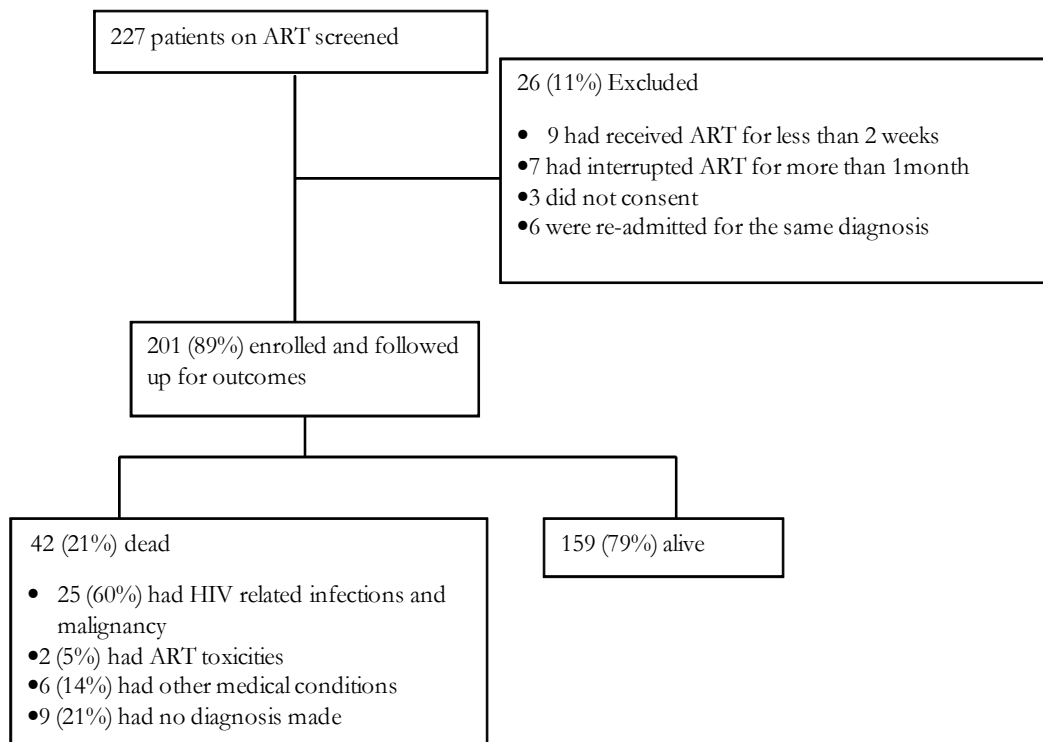 227 patients on ART screened
26 (11%) Excluded
• 9 had received ART for less than 2 weeks
•7 had interrupted ART for more than 1month
•3 did not consent
•6 were re-admitted for the same diagnosis
201 (89%) enrolled and followed
up for outcomes
42 (21%) dead
• 25 (60%) had HIV related infections and
malignancy
•2 (5%) had ART toxicities
•6 (14%) had other medical conditions
•9 (21%) had no diagnosis made
159 (79%) alive